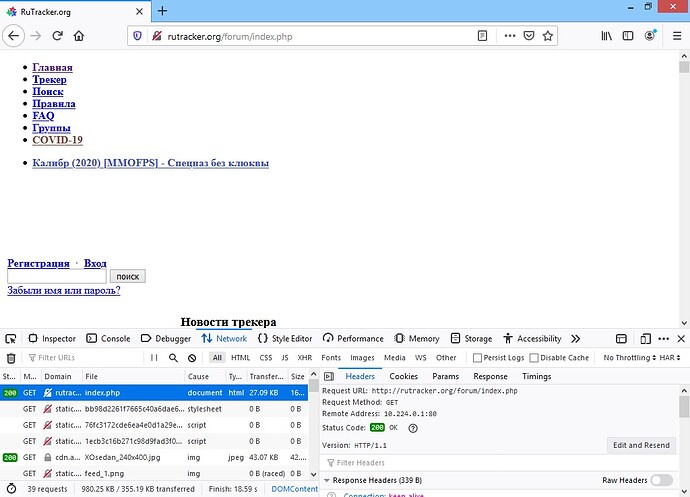 RuTracker.org
rutracker.org/forum/index.php
Главная
Трекер
Поиск
Правила
FAQ
Группы
COVID-19
Калибр (2020) [MMOFPS] - Спецназ без клюквы
Регистрация · Вход
поиск
Забыли имя или пароль?
Новости трекера
Inspector Console Debugger Network Style Editor Performance Memory Storage Accessibility
Filter URLs All HTML CSS JS XHR Fonts Images Media WS Other Persist Logs Disable Cache No Throttling HAR
St... M... Domain File Cause Ty... Transfer... Size
200 GET rutrac... index.php document html 27.09 KB 16...
GET static.... bb98d2261f7665c40a6dae6... stylesheet 0 B 0 B
GET static.... 76fc3172cde6ea4e0d1a29e... script 0 B 0 B
GET static.... 1ecb3c16b271c98d9fad3f0... script 0 B 0 B
200 GET cdn.a... XOsedan_240x400.jpg img jpeg 43.07 KB 42....
GET static.... feed_1.png img 0 B (raced) 0 B
39 requests 980.25 KB / 355.19 KB transferred Finish: 18.59 s DOMContent
Headers Cookies Params Response Timings
Request URL: http://rutracker.org/forum/index.php
Request Method: GET
Remote Address: 10.224.0.1:80
Status Code: 200 OK
Version: HTTP/1.1 Edit and Resend
Filter Headers
Response Headers (339 B) Raw Headers
Connection: keep-alive